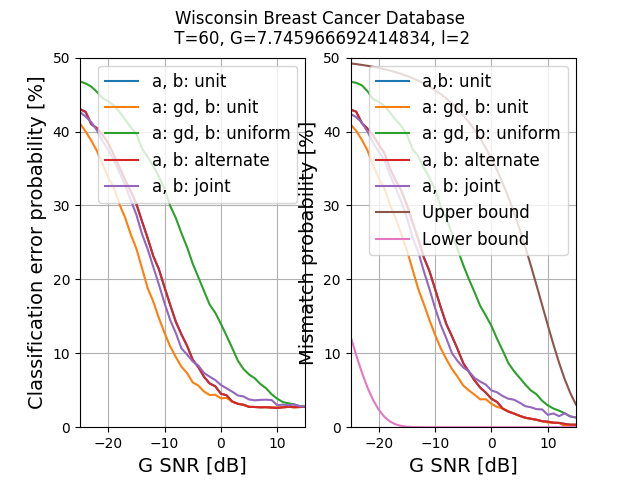 Wisconsin Breast Cancer Database
T=60, G=7.745966692414834, l=2
Classification error probability [%]
50
40
30
20
10
0
−20
−10
0
10
G SNR [dB]
a, b: unit
a: gd, b: unit
a: gd, b: uniform
a, b: alternate
a, b: joint
Mismatch probability [%]
50
40
30
20
10
0
−20
−10
0
10
G SNR [dB]
a,b: unit
a: gd, b: unit
a: gd, b: uniform
a, b: alternate
a, b: joint
Upper bound
Lower bound